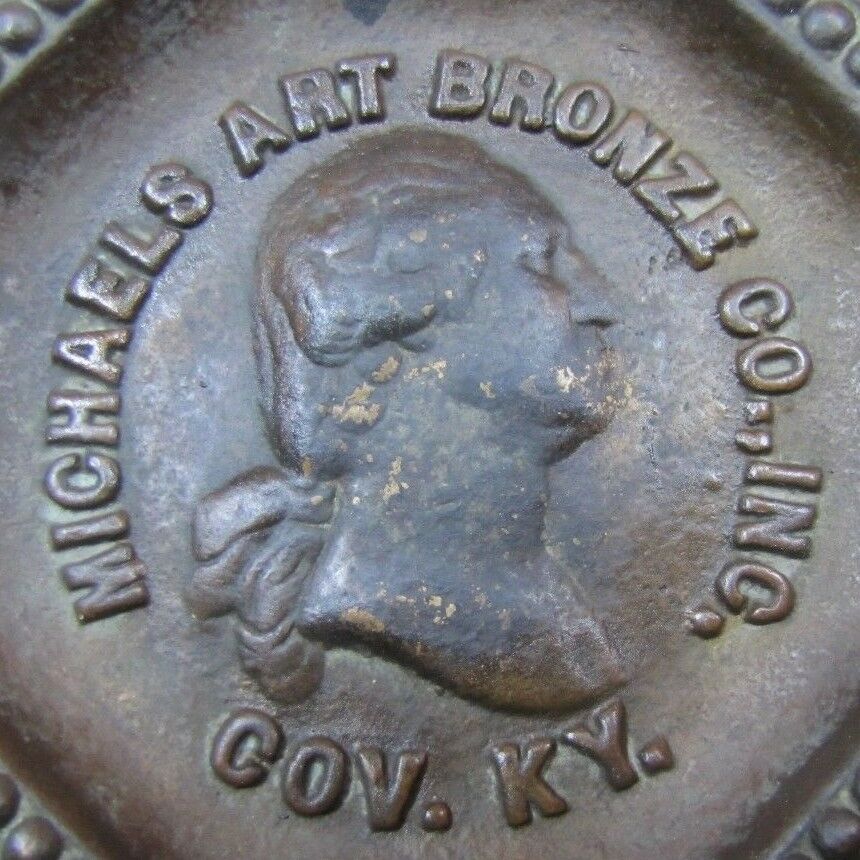 MICHAELS ART BRONZE CO., INC.
COV. KY.